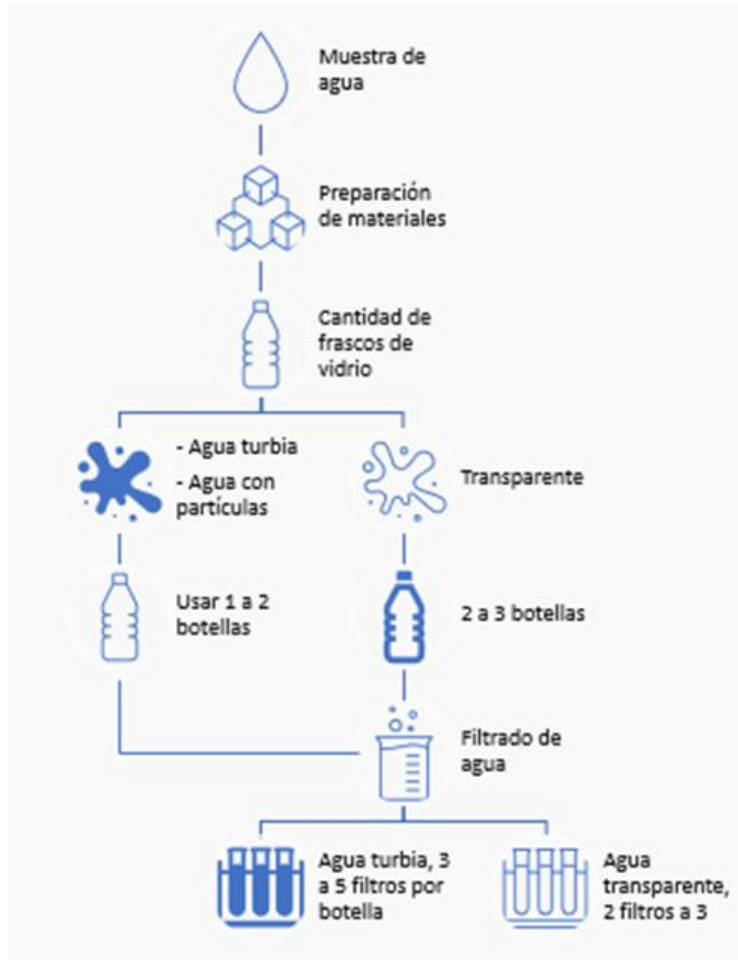 Muestra de
agua
Preparación
de materiales
Cantidad de
frascos de
vidrio
- Agua turbia
- Agua con
partículas
Transparente
Usar 1 a 2
botellas
2 a 3 botellas
Filtrado de
agua
Agua turbia, 3
a 5 filtros por
botella
Agua
transparente,
2 filtros a 3